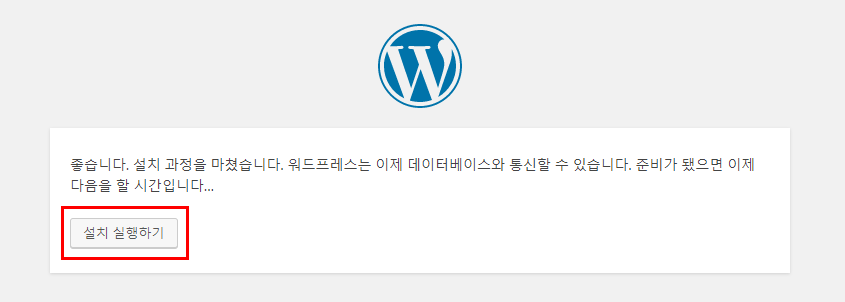 좋습니다. 설치 과정을 마쳤습니다. 워드프레스는 이제 데이터베이스와 통신할 수 있습니다. 준비가 됐으면 이제
다음을 할 시간입니다...
설치 실행하기